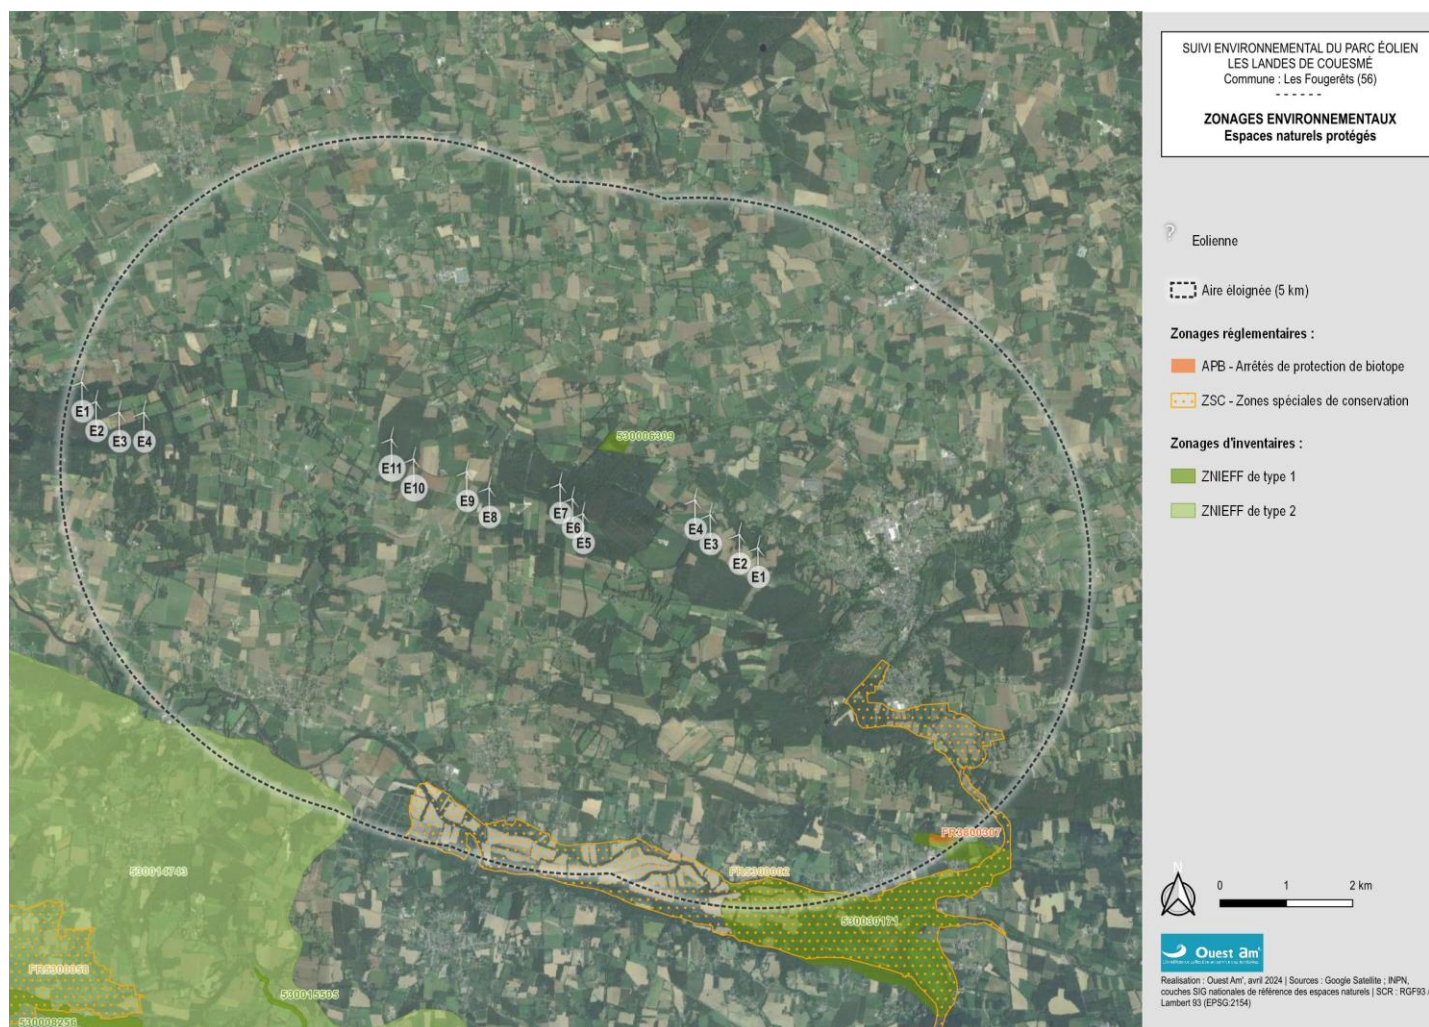 SUIVI ENVIRONNEMENTAL DU PARC ÉOLIEN
LES LANDES DE COUESMÉ
Commune : Les Fougerêts (56)
- - - - - -
ZONAGES ENVIRONNEMENTAUX
Espaces naturels protégés
?
Eolienne
Aire éloignée (5 km)
Zonages réglementaires :
APB - Arrêtés de protection de biotope
ZSC - Zones spéciales de conservation
Zonages d'inventaires :
ZNIEFF de type 1
ZNIEFF de type 2
E1
E2
E3
E4
E11
E10
E9
E8
E7
E6
E5
530006309
E4
E3
E2
E1
FR3800307
FR5300002
530030171
530014743
FR5300058
530015505
530008256
N
0 1 2 km
Ouest am'
Realisation : Ouest Am', avril 2024 | Sources : Google Satellite ; INPN,
couches SIG nationales de référence des espaces naturels | SCR : RGF93 /
Lambert 93 (EPSG:2154)